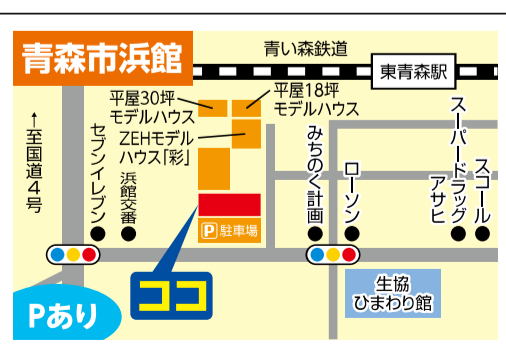 青森市浜館
青い森鉄道
東青森駅
平屋30坪
モデルハウス
平屋18坪
モデルハウス
ZEHモデル
ハウス｢彩｣
↑至国道4号
セブンイレブン
浜館交番
みちのく計画
ローソン
スーパードラッグ
アサヒ
スコール
P駐車場
ココ
生協
ひまわり館
Pあり